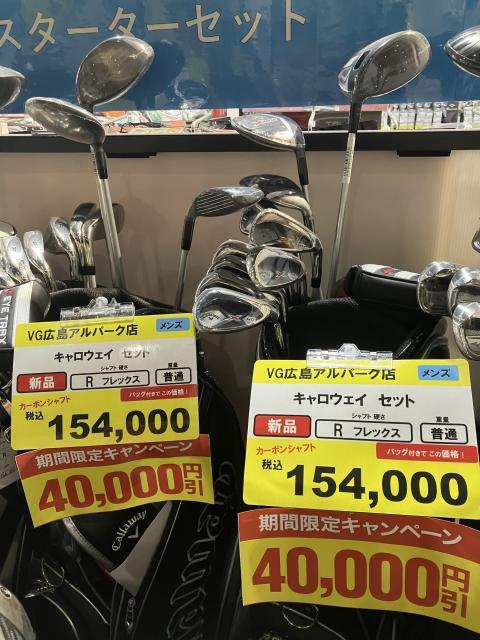 スターターセット
EYE TRAX
VG広島アルパーク店 メンズ
キャロウェイ セット
シャフト 硬さ 重量
新品 R フレックス 普通
カーボンシャフト バッグ付きで この価格!
税込 154,000
期間限定キャンペーン
40,000円引
Callaway
VG広島アルパーク店 メンズ
キャロウェイ セット
シャフト 硬さ 重量
新品 R フレックス 普通
カーボンシャフト バッグ付きで この価格!
税込 154,000
期間限定キャンペーン
40,000円引